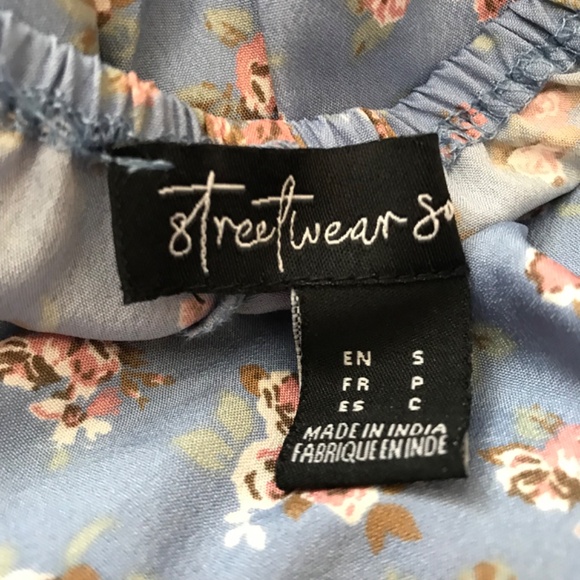 streetwear so
EN S
FR P
ES C
MADE IN INDIA
FABRIQUE EN INDE